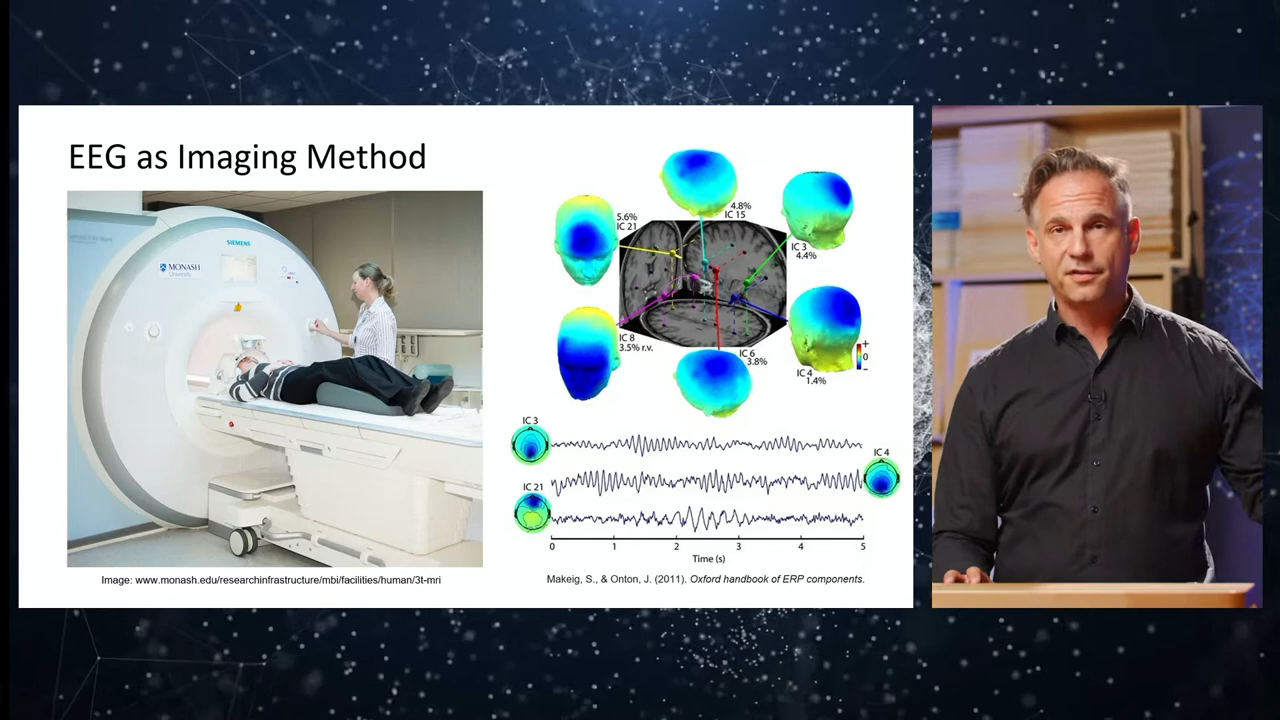 EEG as Imaging Method
SIEMENS
MONASH
University
5.6%
IC 21
4.8%
IC 15
IC 3
4.4%
IC 8
3.5% r.v.
IC 6
3.8%
IC 4
1.4%
+
0
-
IC 3
IC 4
IC 21
0 1 2 3 4 5
Time (s)
Image: www.monash.edu/researchinfrastructure/mbi/facilities/human/3t-mri
Makeig, S., & Onton, J. (2011). Oxford handbook of ERP components.